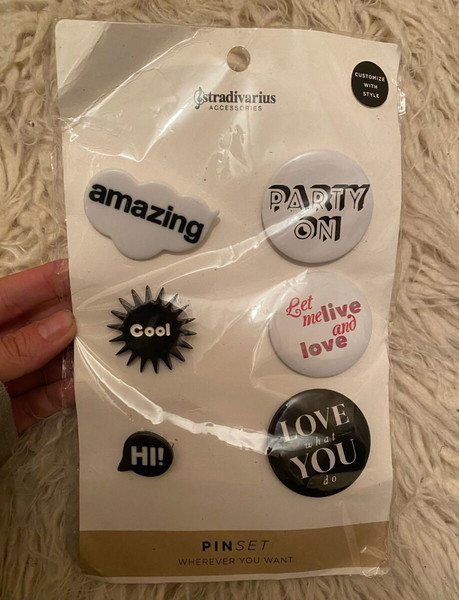 stradivarius
ACCESSORIES
CUSTOMIZE
WITH
STYLE
amazing
PARTY
ON
Cool
Let
me live
and
love
HI!
LOVE
what
YOU
do
PINSET
WHEREVER YOU WANT